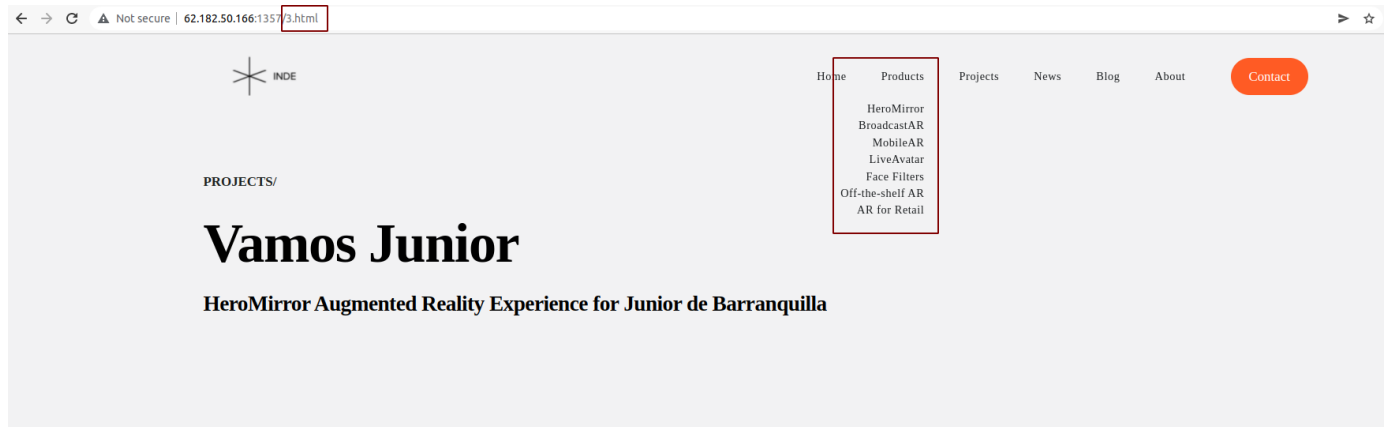 Not secure | 62.182.50.166:1357/3.html
INDE
Home Products Projects News Blog About Contact
HeroMirror
BroadcastAR
MobileAR
LiveAvatar
Face Filters
Off-the-shelf AR
AR for Retail
PROJECTS/
Vamos Junior
HeroMirror Augmented Reality Experience for Junior de Barranquilla